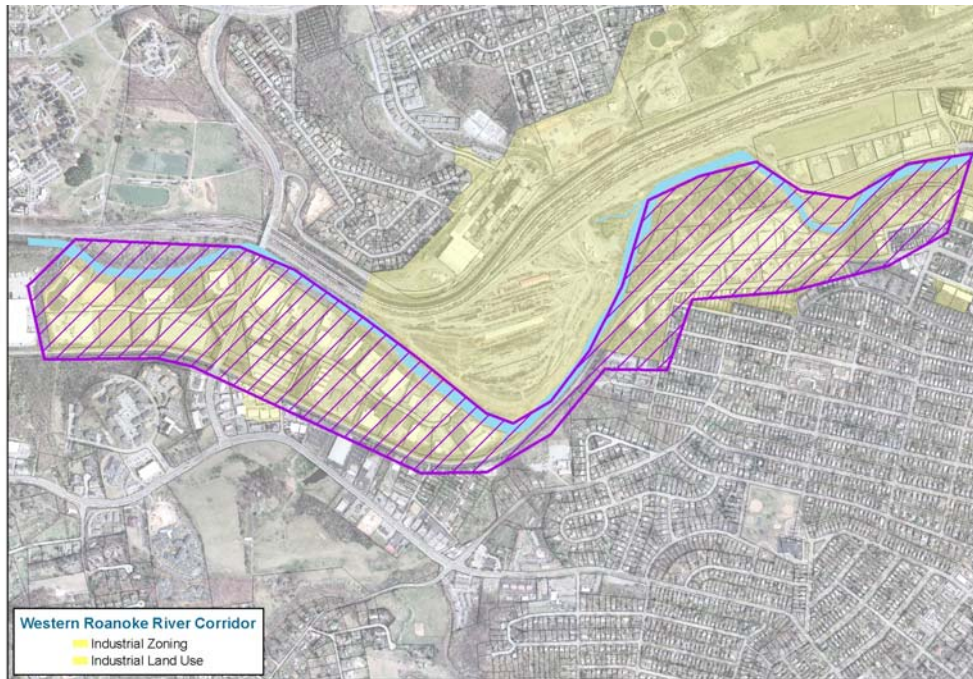 Western Roanoke River Corridor
Industrial Zoning
Industrial Land Use